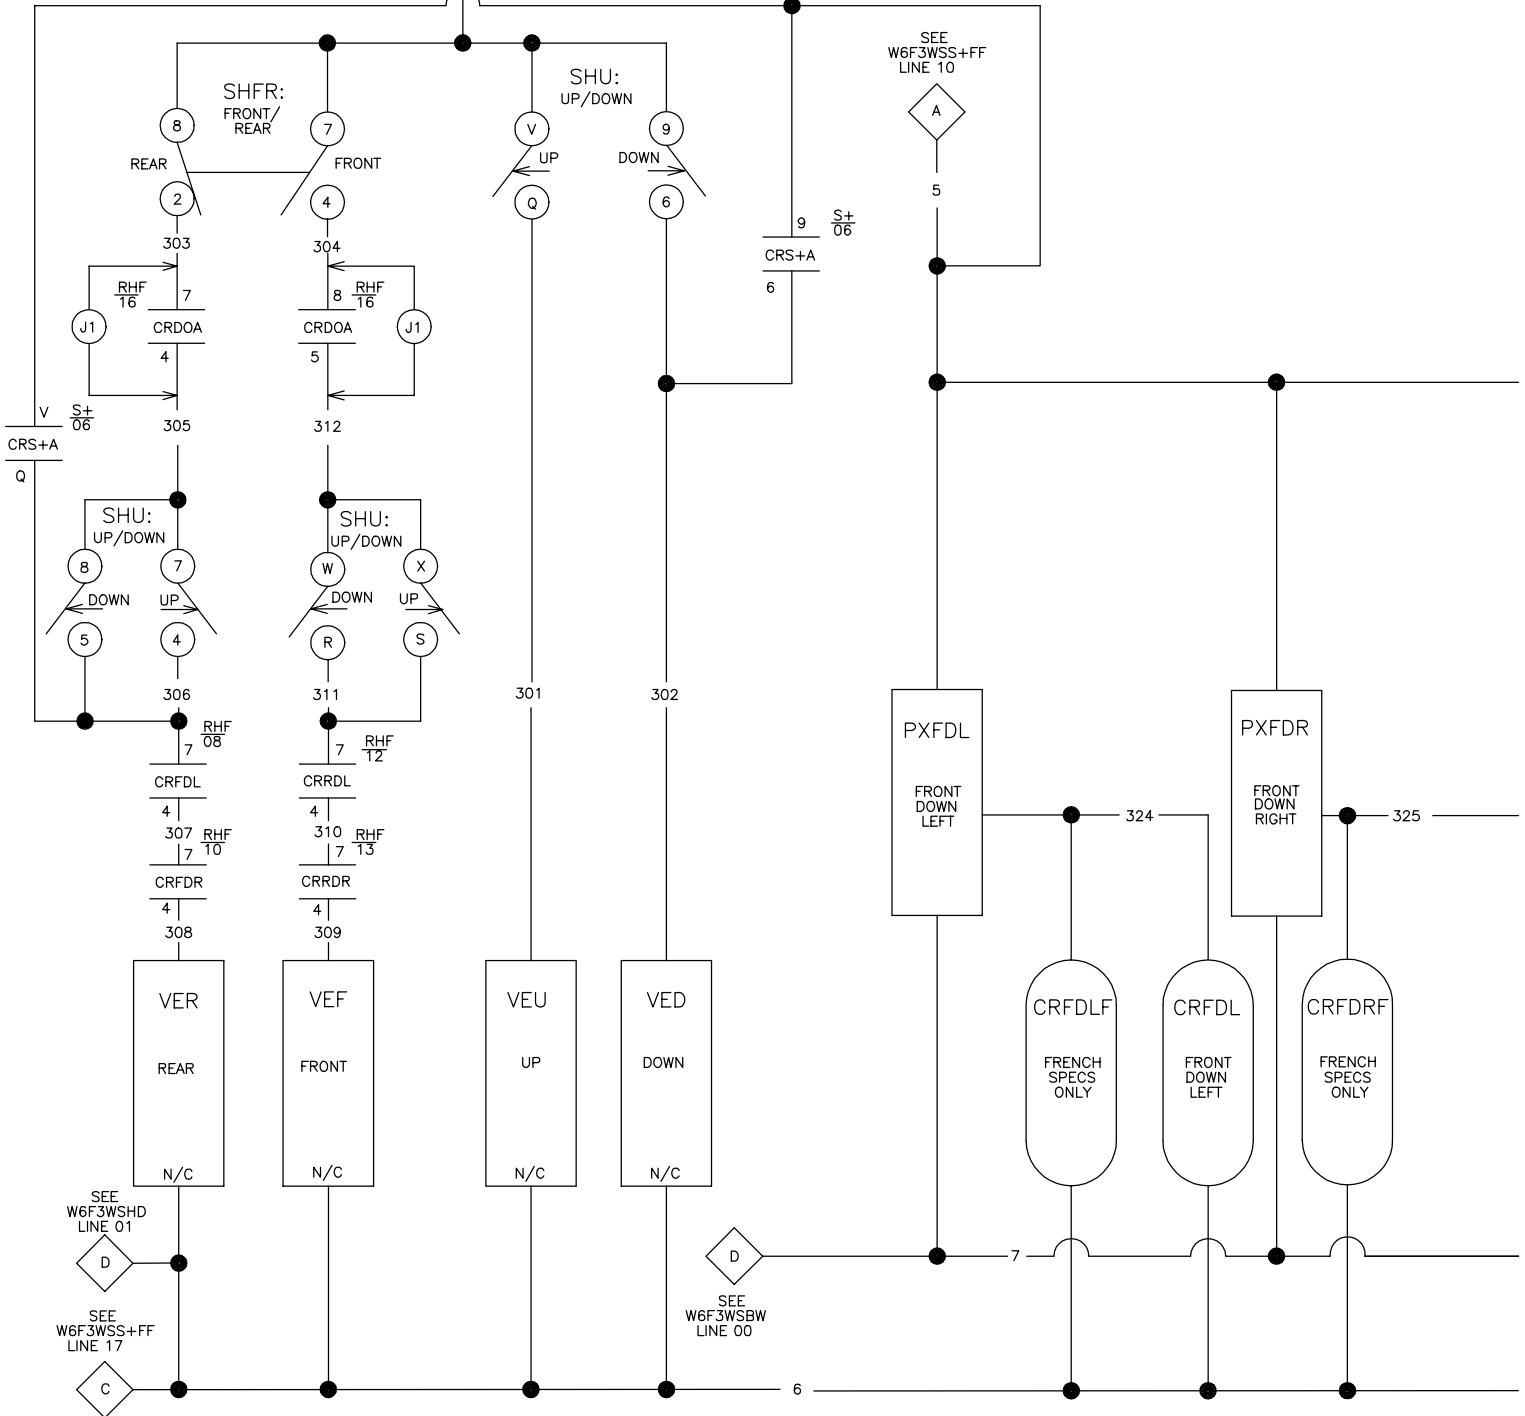 SEE
W6F3WSS+FF
LINE 10
A
5
SHFR:
FRONT/
REAR
SHU:
UP/DOWN
8
7
V
9
REAR
FRONT
UP
DOWN
2
4
Q
6
303
304
9
S+
06
CRS+A
6
RHF
16
7
8
RHF
16
J1
CRDOA
CRDOA
J1
4
5
V
S+
06
CRS+A
Q
305
312
SHU:
UP/DOWN
SHU:
UP/DOWN
8
7
W
X
DOWN
UP
DOWN
UP
5
4
R
S
306
311
301
302
RHF
08
7
7
RHF
12
CRFDL
CRRDL
4
4
307
RHF
10
310
RHF
13
7
7
CRFDR
CRRDR
4
4
308
309
PXFDL
FRONT
DOWN
LEFT
PXFDR
FRONT
DOWN
RIGHT
324
325
VER
REAR
N/C
VEF
FRONT
N/C
VEU
UP
N/C
VED
DOWN
N/C
CRFDLF
FRENCH
SPECS
ONLY
CRFDL
FRONT
DOWN
LEFT
CRFDRF
FRENCH
SPECS
ONLY
SEE
W6F3WSHD
LINE 01
D
D
7
SEE
W6F3WSBW
LINE 00
SEE
W6F3WSS+FF
LINE 17
C
6